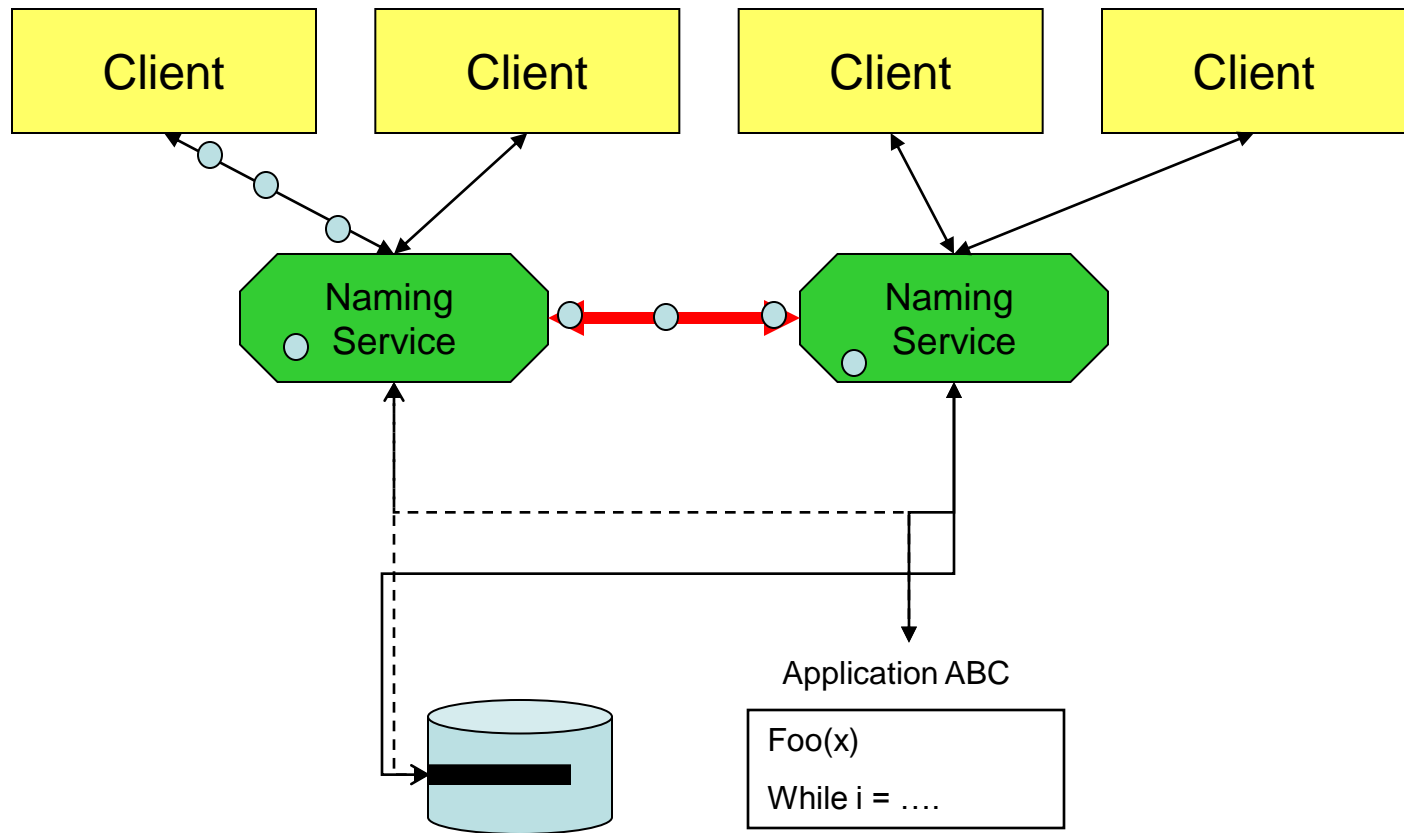 Client
Client
Client
Client
Naming
Service
Naming
Service
Application ABC
Foo(x)
While i = ….